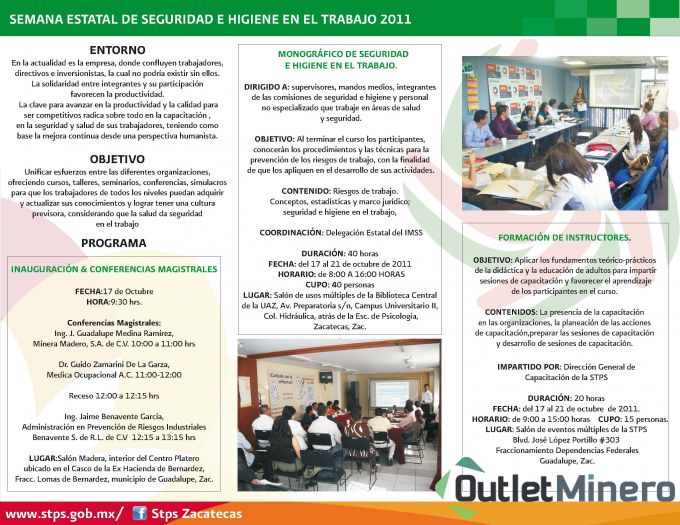 SEMANA ESTATAL DE SEGURIDAD E HIGIENE EN EL TRABAJO 2011
ENTORNO
En la actualidad es la empresa, donde confluyen trabajadores,
directivos e inversionistas, la cual no podría existir sin ellos.
La solidaridad entre integrantes y su participación
favorecen la productividad.
La clave para avanzar en la productividad y la calidad para
ser competitivos radica sobre todo en la capacitación ,
en la seguridad y salud de sus trabajadores, teniendo como
base la mejora continua desde una perspectiva humanista.
OBJETIVO
Unificar esfuerzos entre las diferentes organizaciones,
ofreciendo cursos, talleres, seminarios, conferencias, simulacros
para que los trabajadores de todos los niveles puedan adquirir
y actualizar sus conocimientos y lograr tener una cultura
previsora, considerando que la salud da seguridad
en el trabajo
PROGRAMA
INAUGURACIÓN & CONFERENCIAS MAGISTRALES
FECHA:17 de Octubre
HORA:9:30 hrs.
Conferencias Magistrales:
Ing. J. Guadalupe Medina Ramírez,
Minera Madero, S.A. de C.V. 10:00 a 11:00 hrs
Dr. Guido Zamarini De La Garza,
Medica Ocupacional A.C. 11:00-12:00
Receso 12:00 a 12:15 hrs
Ing. Jaime Benavente García,
Administración en Prevención de Riesgos Industriales
Benavente S. de R.L. de C.V 12:15 a 13:15 hrs
LUGAR:Salón Madera, interior del Centro Platero
ubicado en el Casco de la Ex Hacienda de Bernardez,
Fracc. Lomas de Bernardez, municipio de Guadalupe, Zac.
MONOGRÁFICO DE SEGURIDAD
E HIGIENE EN EL TRABAJO.
DIRIGIDO A: supervisores, mandos medios, integrantes
de las comisiones de seguridad e higiene y personal
no especializado que trabaje en áreas de salud
y seguridad.
OBJETIVO: Al terminar el curso los participantes,
conocerán los procedimientos y las técnicas para la
prevención de los riesgos de trabajo, con la finalidad
de que los apliquen en el desarrollo de sus actividades.
CONTENIDO: Riesgos de trabajo.
Conceptos, estadísticas y marco jurídico;
seguridad e higiene en el trabajo,
COORDINACIÓN: Delegación Estatal del IMSS
DURACIÓN: 40 horas
FECHA: del 17 al 21 de octubre de 2011
HORARIO: de 8:00 A 16:00 HORAS
CUPO: 40 personas
LUGAR: Salón de usos múltiples de la Biblioteca Central
de la UAZ, Av. Preparatoria s/n, Campus Universitario II,
Col. Hidráulica, atrás de la Esc. de Psicología,
Zacatecas, Zac.
FORMACIÓN DE INSTRUCTORES.
OBJETIVO: Aplicar los fundamentos teórico-prácticos
de la didáctica y la educación de adultos para impartir
sesiones de capacitación y favorecer el aprendizaje
de los participantes en el curso.
CONTENIDOS: La presencia de la capacitación
en las organizaciones, la planeación de las acciones
de capacitación,preparar las sesiones de capacitación
y desarrollo de sesiones de capacitación.
IMPARTIDO POR: Dirección General de
Capacitación de la STPS
DURACIÓN: 20 horas
FECHA: del 17 al 21 de octubre de 2011.
HORARIO: de 9:00 a 15:00 horas CUPO: 15 personas.
LUGAR: Salón de eventos múltiples de la STPS
Blvd. José López Portillo #303
Fraccionamiento Dependencias Federales
Guadalupe, Zac.
OutletMinero
www.stps.gob.mx/ f Stps Zacatecas